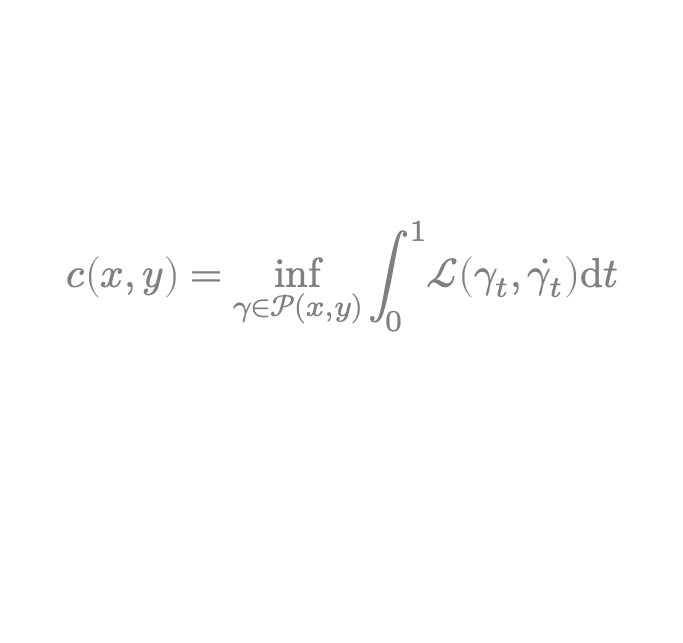 c(x, y) = inf_{γ∈𝒫(x,y)} ∫_0^1 ℒ(γ_t, γ̇_t)dt